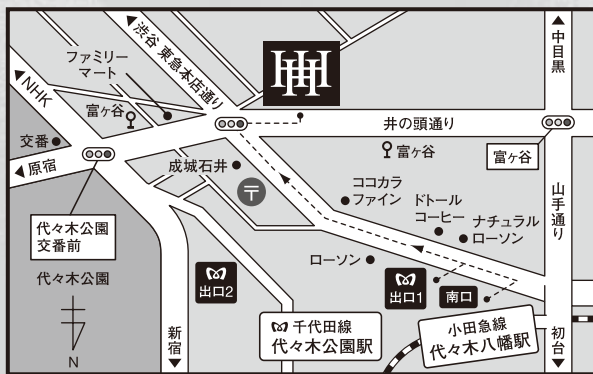 渋谷 東急本店通り
中目黒
ファミリー
マート
NHK
富ヶ谷
井の頭通り
交番
富ヶ谷
富ヶ谷
原宿
成城石井
〒
ココカラ
ファイン
ドトール
コーヒー
ナチュラル
ローソン
山手通り
代々木公園
交番前
代々木公園
ローソン
出口2
出口1
南口
N
新宿
千代田線
代々木公園駅
小田急線
代々木八幡駅
初台